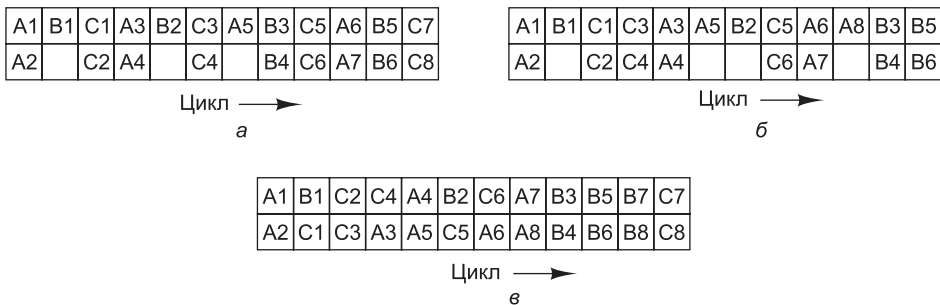 A1 B1 C1 A3 B2 C3 A5 B3 C5 A6 B5 C7
A2 C2 A4 C4 B4 C6 A7 B6 C8
Цикл
а
A1 B1 C1 C3 A3 A5 B2 C5 A6 A8 B3 B5
A2 C2 C4 A4 C6 A7 B4 B6
Цикл
б
A1 B1 C2 C4 A4 B2 C6 A7 B3 B5 B7 C7
A2 C1 C3 A3 A5 C5 A6 A8 B4 B6 B8 C8
Цикл
в